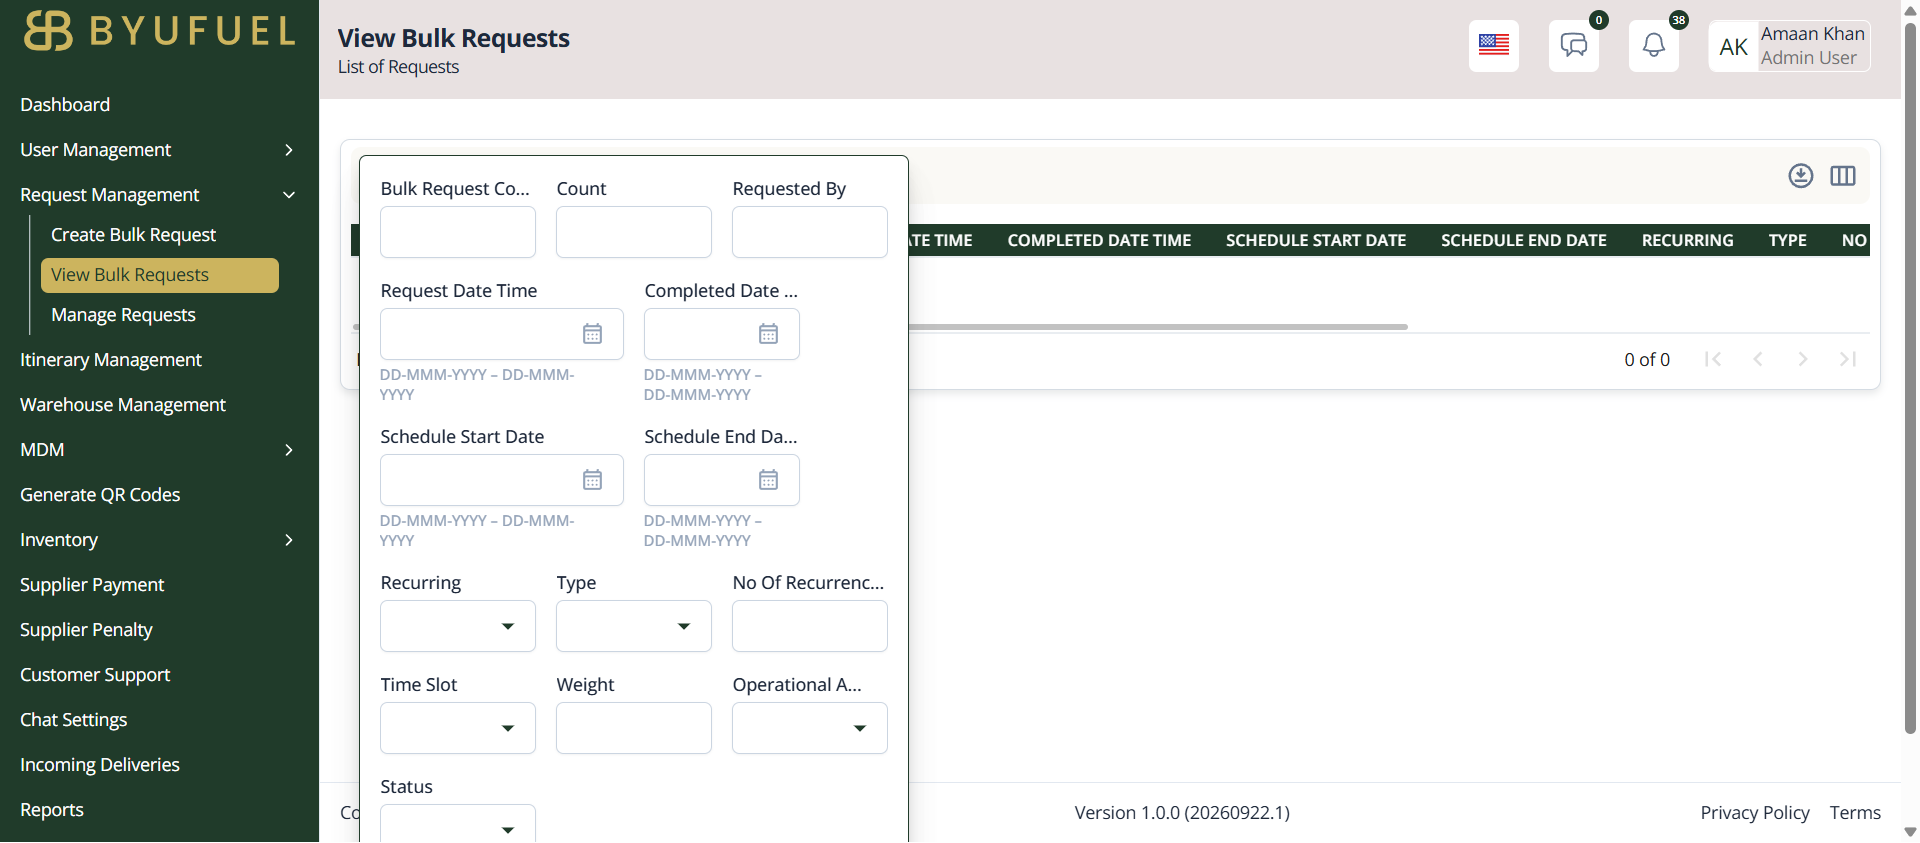 BYUFUEL
Dashboard
User Management
Request Management
Create Bulk Request
View Bulk Requests
Manage Requests
Itinerary Management
Warehouse Management
MDM
Generate QR Codes
Inventory
Supplier Payment
Supplier Penalty
Customer Support
Chat Settings
Incoming Deliveries
Reports
View Bulk Requests
List of Requests
0
38
AK
Amaan Khan
Admin User
Bulk Request Co...
Count
Requested By
Request Date Time
Completed Date ...
DD-MMM-YYYY – DD-MMM-
YYYY
DD-MMM-YYYY –
DD-MMM-YYYY
Schedule Start Date
Schedule End Da...
DD-MMM-YYYY – DD-MMM-
YYYY
DD-MMM-YYYY –
DD-MMM-YYYY
Recurring
Type
No Of Recurrenc...
Time Slot
Weight
Operational A...
Status
TIME
COMPLETED DATE TIME
SCHEDULE START DATE
SCHEDULE END DATE
RECURRING
TYPE
NO
0 of 0
Version 1.0.0 (20260922.1)
Privacy Policy
Terms